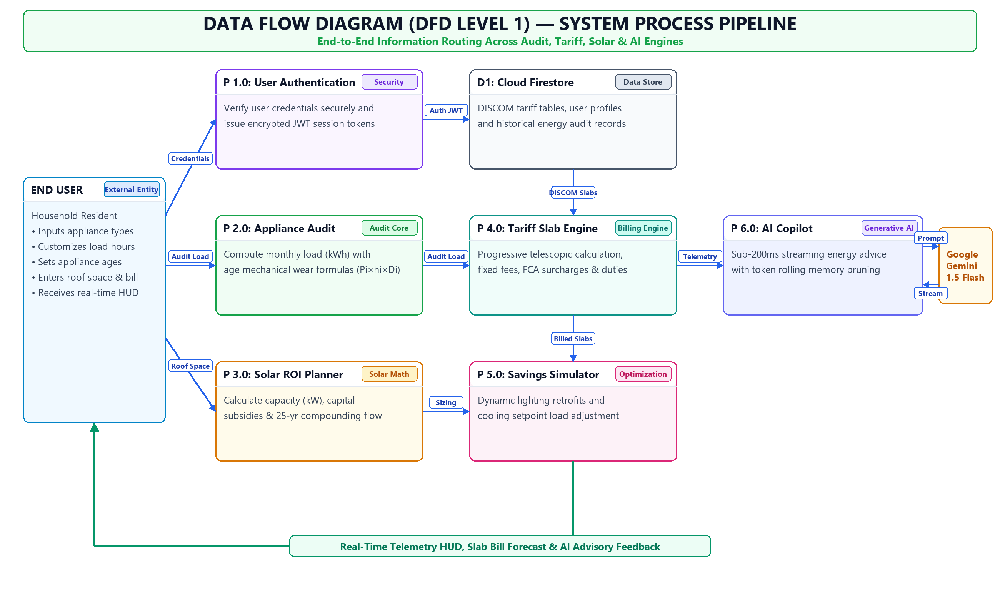 DATA FLOW DIAGRAM (DFD LEVEL 1) — SYSTEM PROCESS PIPELINE
End-to-End Information Routing Across Audit, Tariff, Solar & AI Engines
P 1.0: User Authentication
Security
Verify user credentials securely and
issue encrypted JWT session tokens
Auth JWT
D1: Cloud Firestore
Data Store
DISCOM tariff tables, user profiles
and historical energy audit records
Credentials
END USER
External Entity
Household Resident
• Inputs appliance types
• Customizes load hours
• Sets appliance ages
• Enters roof space & bill
• Receives real-time HUD
DISCOM Slabs
Audit Load
P 2.0: Appliance Audit
Audit Core
Compute monthly load (kWh) with
age mechanical wear formulas (Pi×hi×Di)
Audit Load
P 4.0: Tariff Slab Engine
Billing Engine
Progressive telescopic calculation,
fixed fees, FCA surcharges & duties
Telemetry
P 6.0: AI Copilot
Generative AI
Sub-200ms streaming energy advice
with token rolling memory pruning
Prompt
Google
Gemini
1.5 Flash
Stream
Billed Slabs
Roof Space
P 3.0: Solar ROI Planner
Solar Math
Calculate capacity (kW), capital
subsidies & 25-yr compounding flow
Sizing
P 5.0: Savings Simulator
Optimization
Dynamic lighting retrofits and
cooling setpoint load adjustment
Real-Time Telemetry HUD, Slab Bill Forecast & AI Advisory Feedback